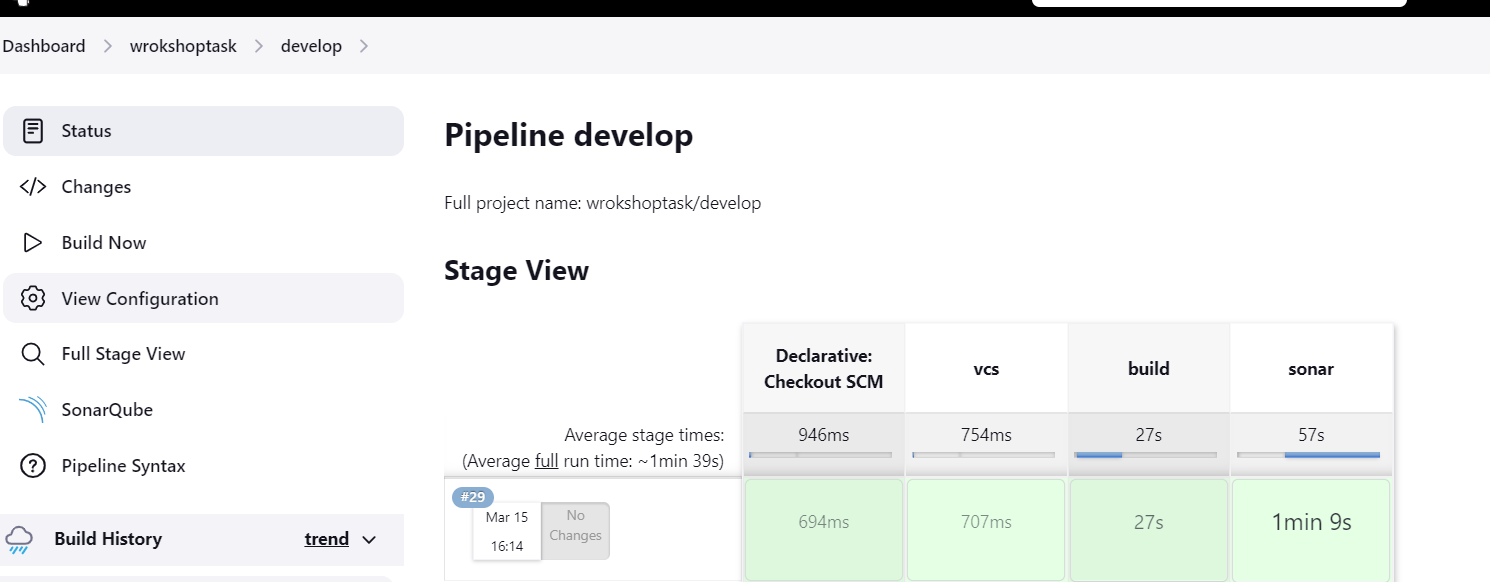 Dashboard
wrokshoptask
develop
Status
Changes
Build Now
View Configuration
Full Stage View
SonarQube
Pipeline Syntax
Build History
trend
Pipeline develop
Full project name: wrokshoptask/develop
Stage View
Declarative:
Checkout SCM
vcs
build
sonar
Average stage times:
(Average full run time: ~1min 39s)
946ms
754ms
27s
57s
#29
Mar 15
16:14
No
Changes
694ms
707ms
27s
1min 9s